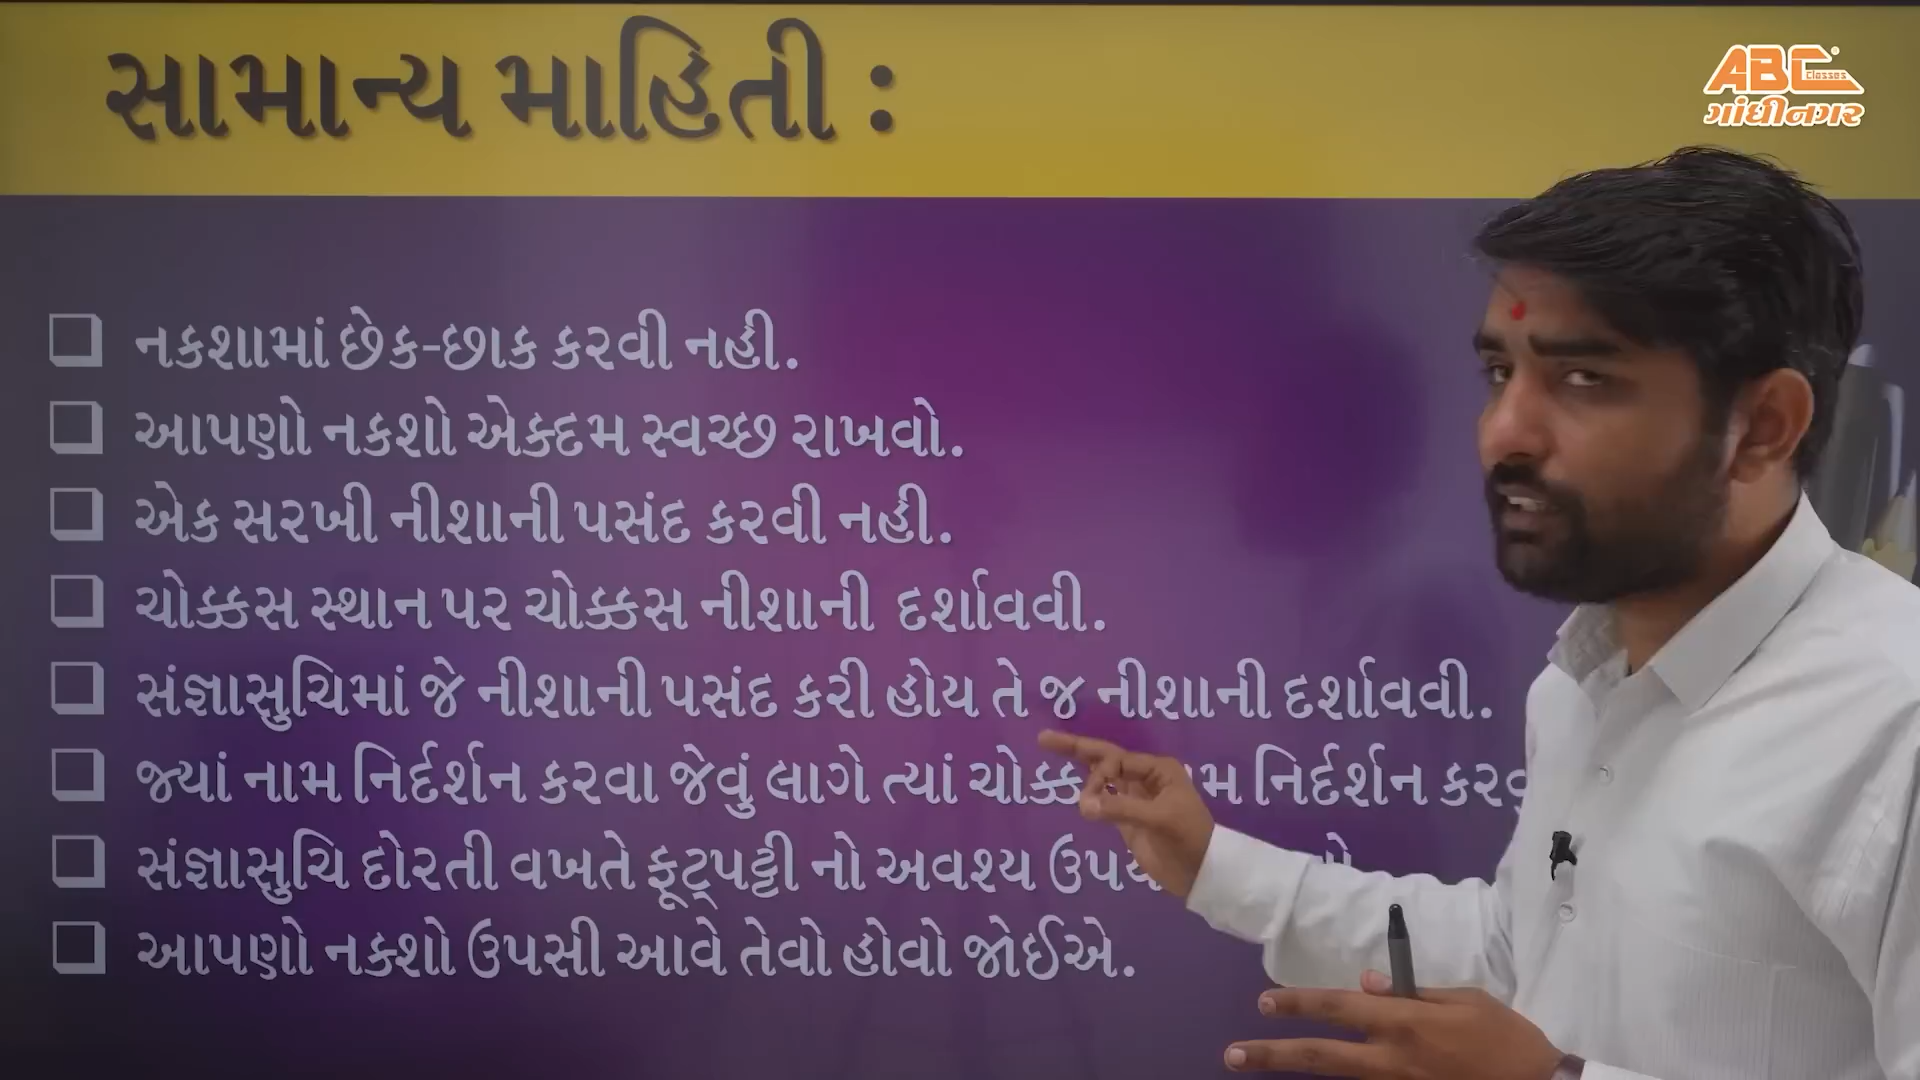 સામાન્ય માહિતી :
ABC
Classes
ગાંધીનગર
નકશામાં છેક-છાક કરવી નહી.
આપણો નકશો એકદમ સ્વચ્છ રાખવો.
એક સરખી નીશાની પસંદ કરવી નહી.
ચોક્કસ સ્થાન પર ચોક્કસ નીશાની દર્શાવવી.
સંજ્ઞાસુચિમાં જે નીશાની પસંદ કરી હોય તે જ નીશાની દર્શાવવી.
જ્યાં નામ નિર્દર્શન કરવા જેવું લાગે ત્યાં નિર્દર્શન
સંજ્ઞાસુચિ દોરતી વખતે ફૂટ્પટ્ટી નો અવશ્ય
આપણો નકશો ઉપસી આવે તેવો હોવો જોઈએ.